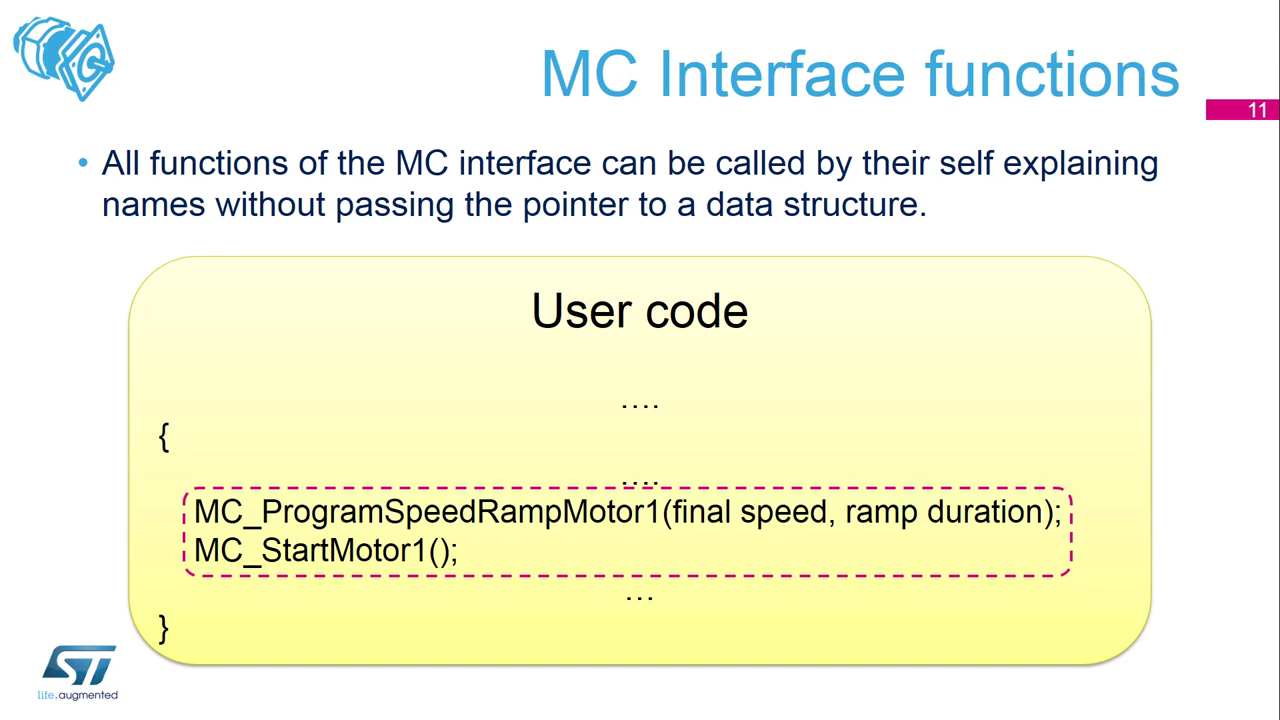 MC Interface functions
11
• All functions of the MC interface can be called by their self explaining
names without passing the pointer to a data structure.
User code
....
{
....
MC_ProgramSpeedRampMotor1(final speed, ramp duration);
MC_StartMotor1();
...
}
ST
life.augmented